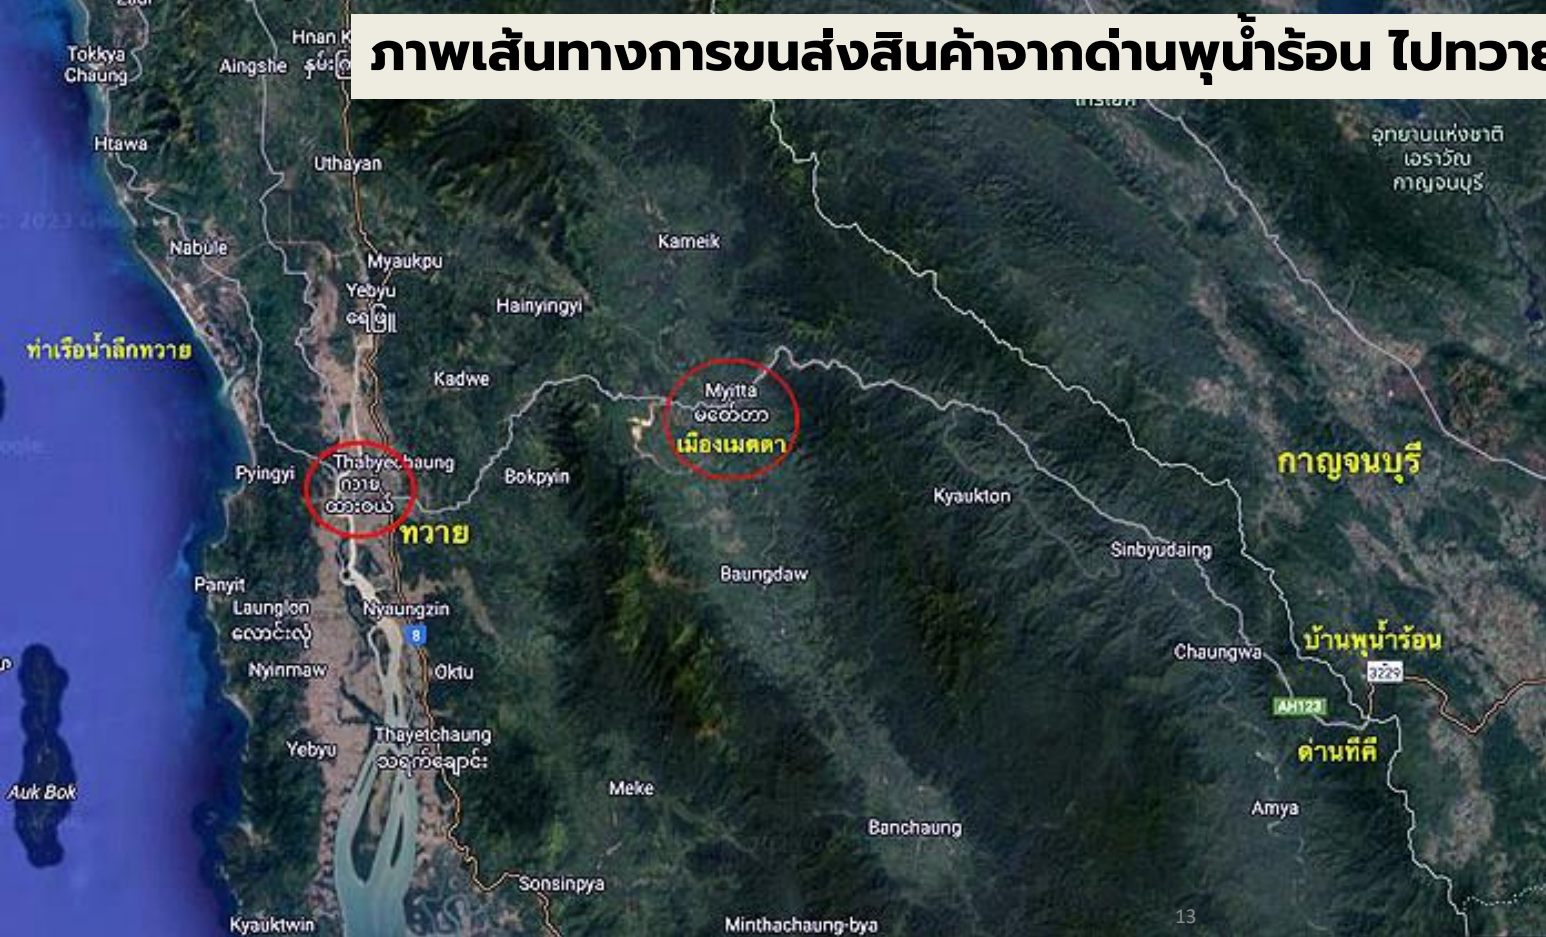 ภาพเส้นทางการขนส่งสินค้าจากด่านพุน้ำร้อน ไปทวาย
Hnan K
Tokkya
Chaung
Aingshe
Htawa
อุทยานแห่งชาติ
เอราวัณ
กาญจนบุรี
Uthayan
Nabule
Kameik
Myaukpu
Yebyu
ရေဖြူ
Hainyingyi
ท่าเรือน้ำลึกทวาย
Kadwe
Myitta
မေတ္တာ
เมืองเมตตา
Thabyechaung
ทวาย
ထားဝယ်
Pyingyi
Bokpyin
กาญจนบุรี
Kyaukton
ทวาย
Sinbyudaing
Baungdaw
Panyit
Launglon
လောင်းလုံ
Nyaungzin
8
บ้านพุน้ำร้อน
3229
Chaungwa
Nyinmaw
Oktu
AH123
Thayetchaung
သရက်ချောင်း
Yebyu
ด่านทีคี
Auk Bok
Meke
Amya
Banchaung
Sonsinpya
Kyauktwin
Minthachaung-bya
13